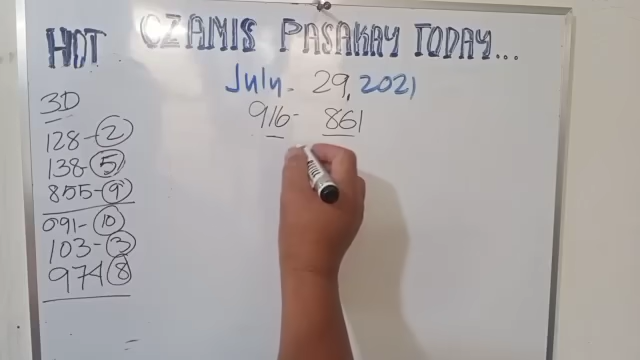 HOT OZAMIS PASAKAY TODAY...
July - 29, 2021
916 - 861
3D
128 - 2
138 - 5
855 - 9
091 - 10
103 - 3
974 8